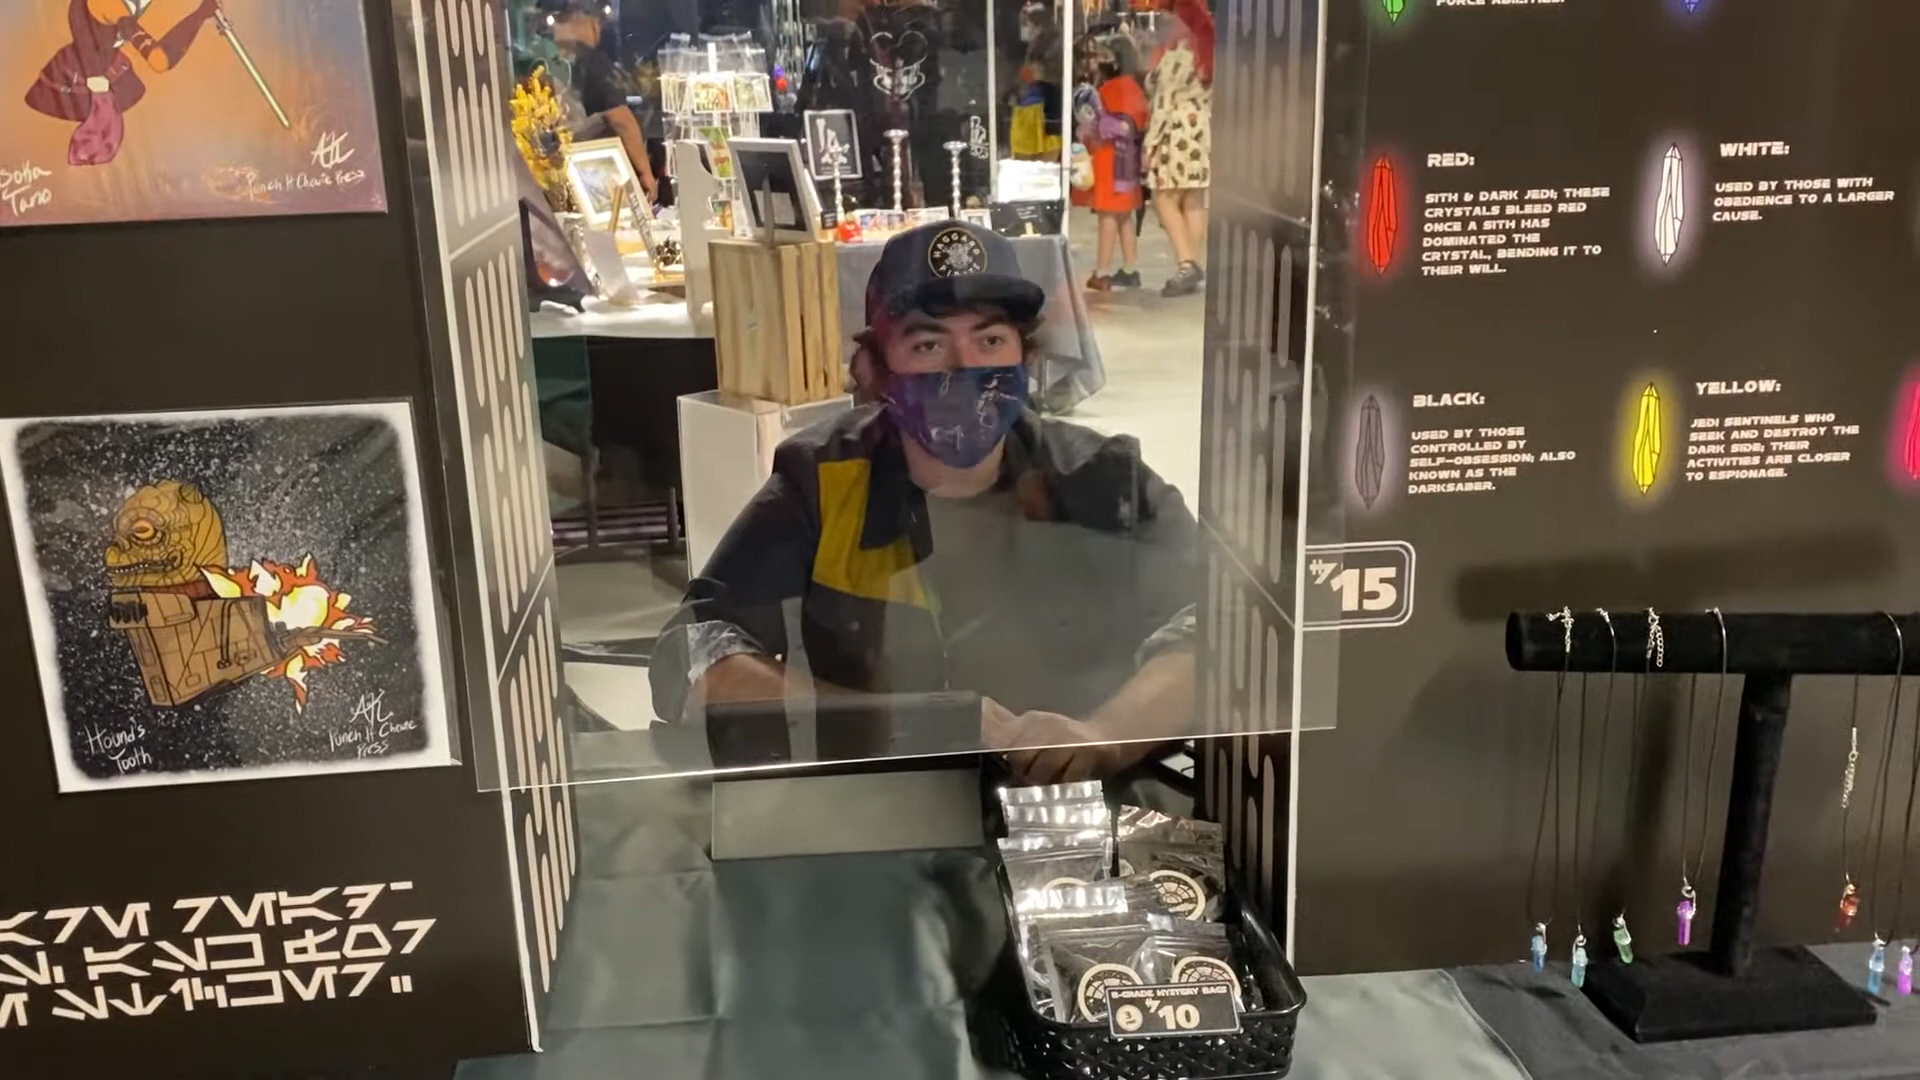 FORCE ABILITIES.
Tano
AK
Punch It Chewie Press
RED:
SITH & DARK JEDI; THESE
CRYSTALS BLEED RED
ONCE A SITH HAS
DOMINATED THE
CRYSTAL, BENDING IT TO
THEIR WILL.
WHITE:
USED BY THOSE WITH
OBEDIENCE TO A LARGER
CAUSE.
HAGGARD
BLACK:
USED BY THOSE
CONTROLLED BY
SELF-OBSESSION; ALSO
KNOWN AS THE
DARKSABER.
YELLOW:
JEDI SENTINELS WHO
SEEK AND DESTROY THE
DARK SIDE; THEIR
ACTIVITIES ARE CLOSER
TO ESPIONAGE.
15
Hound's
Tooth
AK
Punch It Chewie
Press
B-GRADE MYSTERY BAGS
10